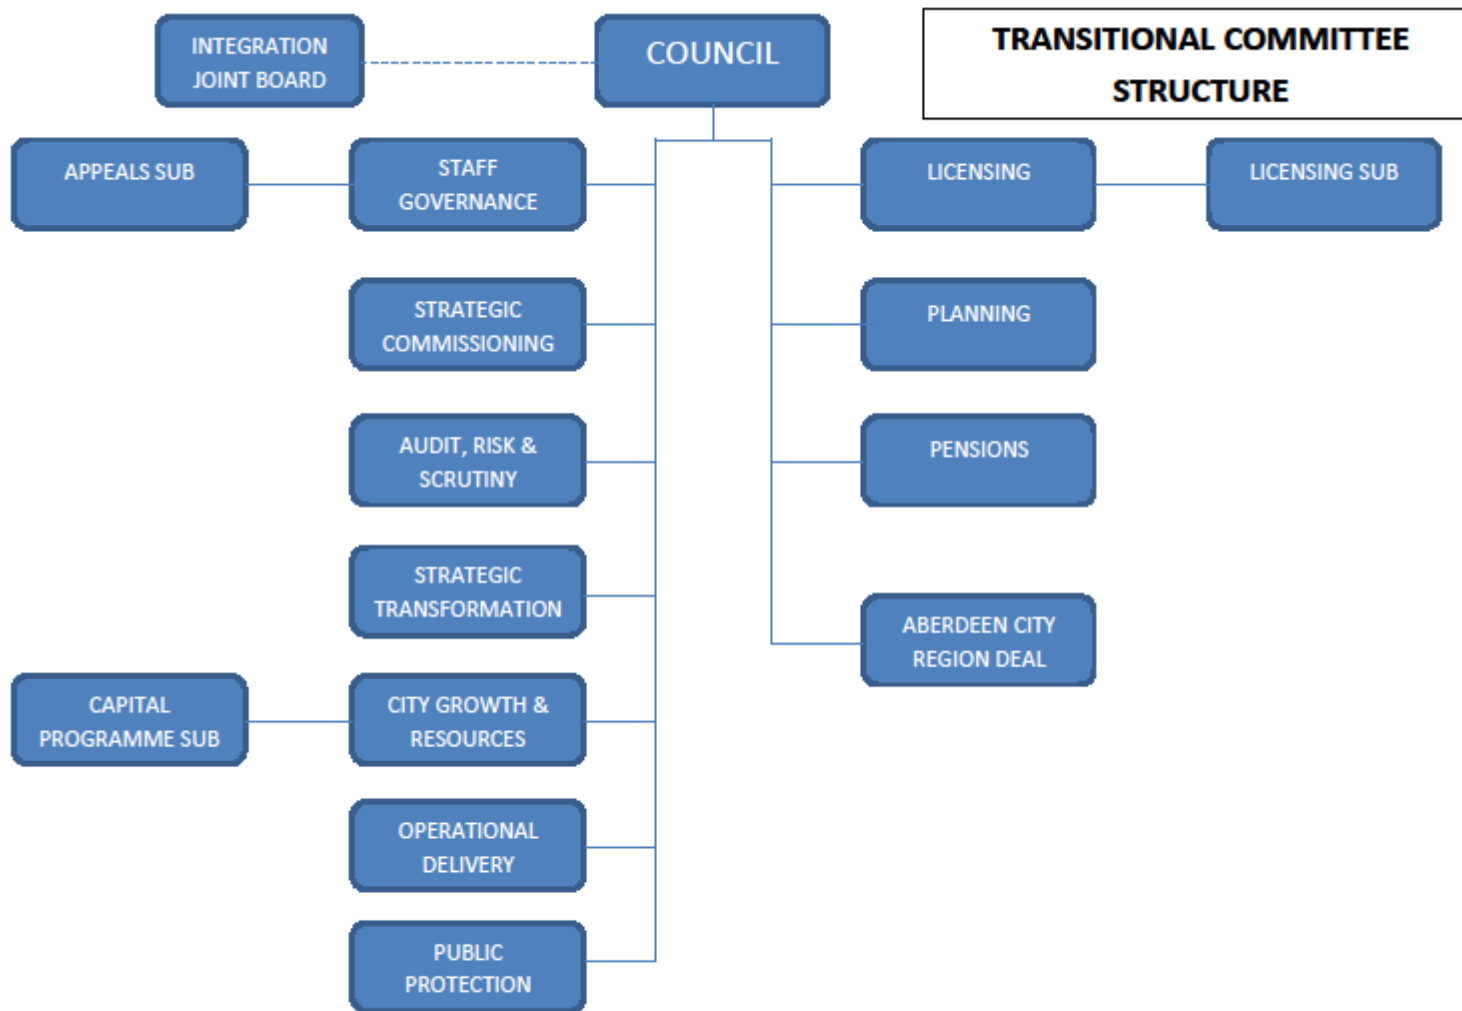 INTEGRATION
JOINT BOARD
COUNCIL
TRANSITIONAL COMMITTEE
STRUCTURE
APPEALS SUB
STAFF
GOVERNANCE
LICENSING
LICENSING SUB
STRATEGIC
COMMISSIONING
PLANNING
AUDIT, RISK &
SCRUTINY
PENSIONS
STRATEGIC
TRANSFORMATION
ABERDEEN CITY
REGION DEAL
CAPITAL
PROGRAMME SUB
CITY GROWTH &
RESOURCES
OPERATIONAL
DELIVERY
PUBLIC
PROTECTION